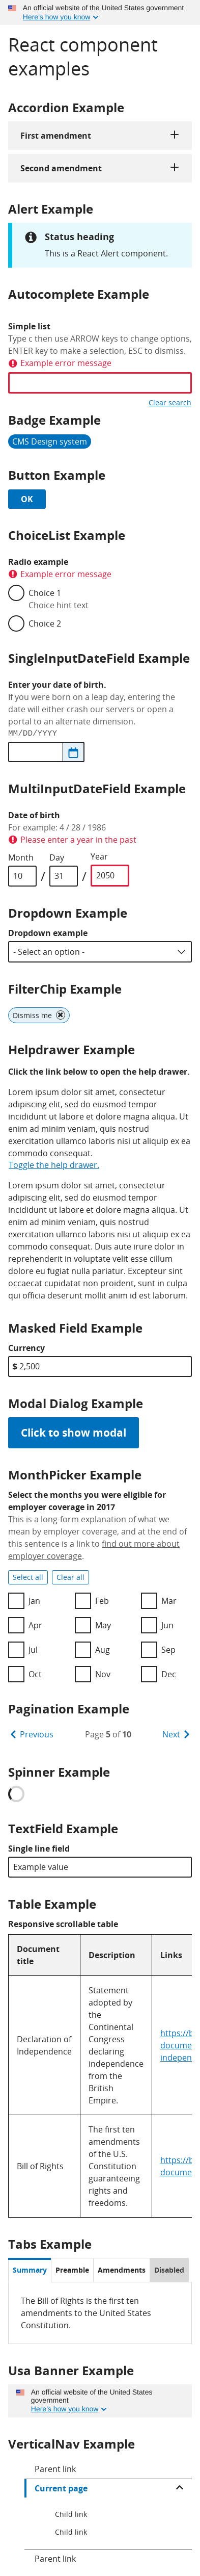 An official website of the United States government
Here's how you know
React component
examples
Accordion Example
First amendment
Second amendment
Alert Example
Status heading
This is a React Alert component.
Autocomplete Example
Simple list
Type c then use ARROW keys to change options,
ENTER key to make a selection, ESC to dismiss.
Example error message
Clear search
Badge Example
CMS Design system
Button Example
OK
ChoiceList Example
Radio example
Example error message
Choice 1
Choice hint text
Choice 2
SingleInputDateField Example
Enter your date of birth.
If you were born on a leap day, entering the
date will either crash our servers or open a
portal to an alternate dimension.
MM/DD/YYYY
MultiInputDateField Example
Date of birth
For example: 4 / 28 / 1986
Please enter a year in the past
Month Day Year
10 / 31 / 2050
Dropdown Example
Dropdown example
- Select an option -
FilterChip Example
Dismiss me
Helpdrawer Example
Click the link below to open the help drawer.
Lorem ipsum dolor sit amet, consectetur
adipiscing elit, sed do eiusmod tempor
incididunt ut labore et dolore magna aliqua. Ut
enim ad minim veniam, quis nostrud
exercitation ullamco laboris nisi ut aliquip ex ea
commodo consequat.
Toggle the help drawer.
Lorem ipsum dolor sit amet, consectetur
adipiscing elit, sed do eiusmod tempor
incididunt ut labore et dolore magna aliqua. Ut
enim ad minim veniam, quis nostrud
exercitation ullamco laboris nisi ut aliquip ex ea
commodo consequat. Duis aute irure dolor in
reprehenderit in voluptate velit esse cillum
dolore eu fugiat nulla pariatur. Excepteur sint
occaecat cupidatat non proident, sunt in culpa
qui officia deserunt mollit anim id est laborum.
Masked Field Example
Currency
$ 2,500
Modal Dialog Example
Click to show modal
MonthPicker Example
Select the months you were eligible for
employer coverage in 2017
This is a long-form explanation of what we
mean by employer coverage, and at the end of
this sentence is a link to find out more about
employer coverage.
Select all Clear all
Jan Feb Mar
Apr May Jun
Jul Aug Sep
Oct Nov Dec
Pagination Example
Previous Page 5 of 10 Next
Spinner Example
TextField Example
Single line field
Example value
Table Example
Responsive scrollable table
Document
title
Description
Links
Declaration of
Independence
Statement
adopted by
the
Continental
Congress
declaring
independence
from the
British
Empire.
https://b
docume
indepen
Bill of Rights
The first ten
amendments
of the U.S.
Constitution
guaranteeing
rights and
freedoms.
https://b
docume
Tabs Example
Summary Preamble Amendments Disabled
The Bill of Rights is the first ten
amendments to the United States
Constitution.
Usa Banner Example
An official website of the United States
government
Here's how you know
VerticalNav Example
Parent link
Current page
Child link
Child link
Parent link